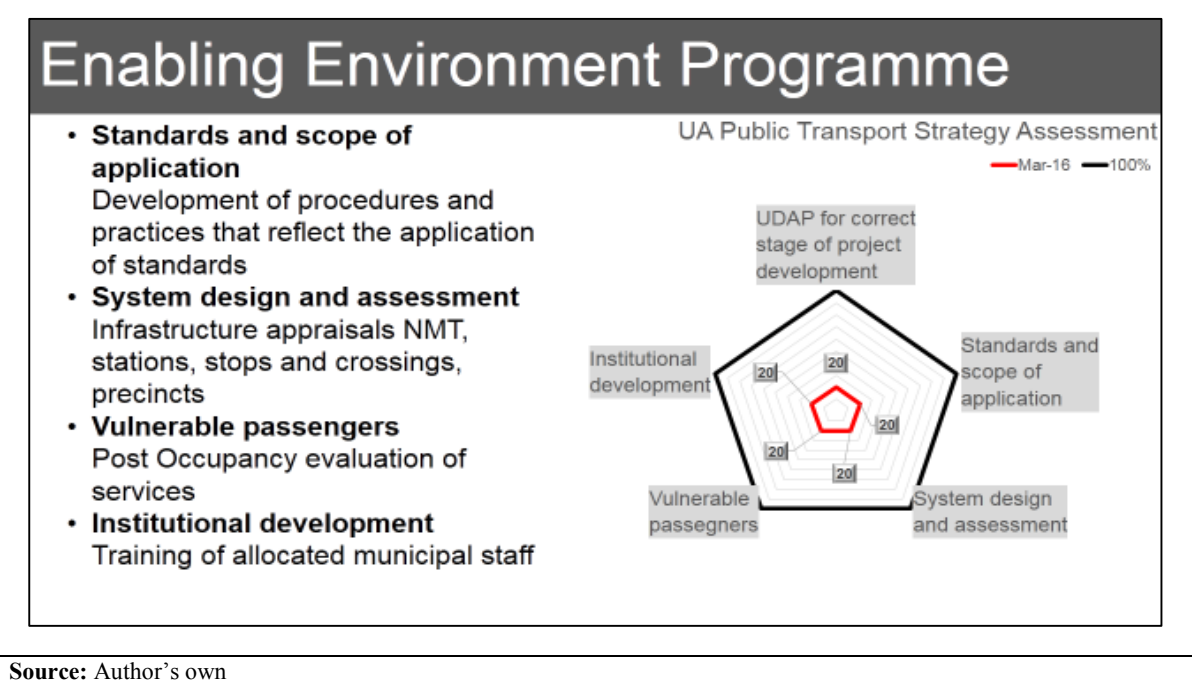 Enabling Environment Programme
• Standards and scope of
application
Development of procedures and
practices that reflect the application
of standards
• System design and assessment
Infrastructure appraisals NMT,
stations, stops and crossings,
precincts
• Vulnerable passengers
Post Occupancy evaluation of
services
• Institutional development
Training of allocated municipal staff
UA Public Transport Strategy Assessment
Mar-16 100%
UDAP for correct
stage of project
development
Institutional
development
Standards and
scope of
application
20
20
20
20
20
Vulnerable
passegners
System design
and assessment
Source: Author's own